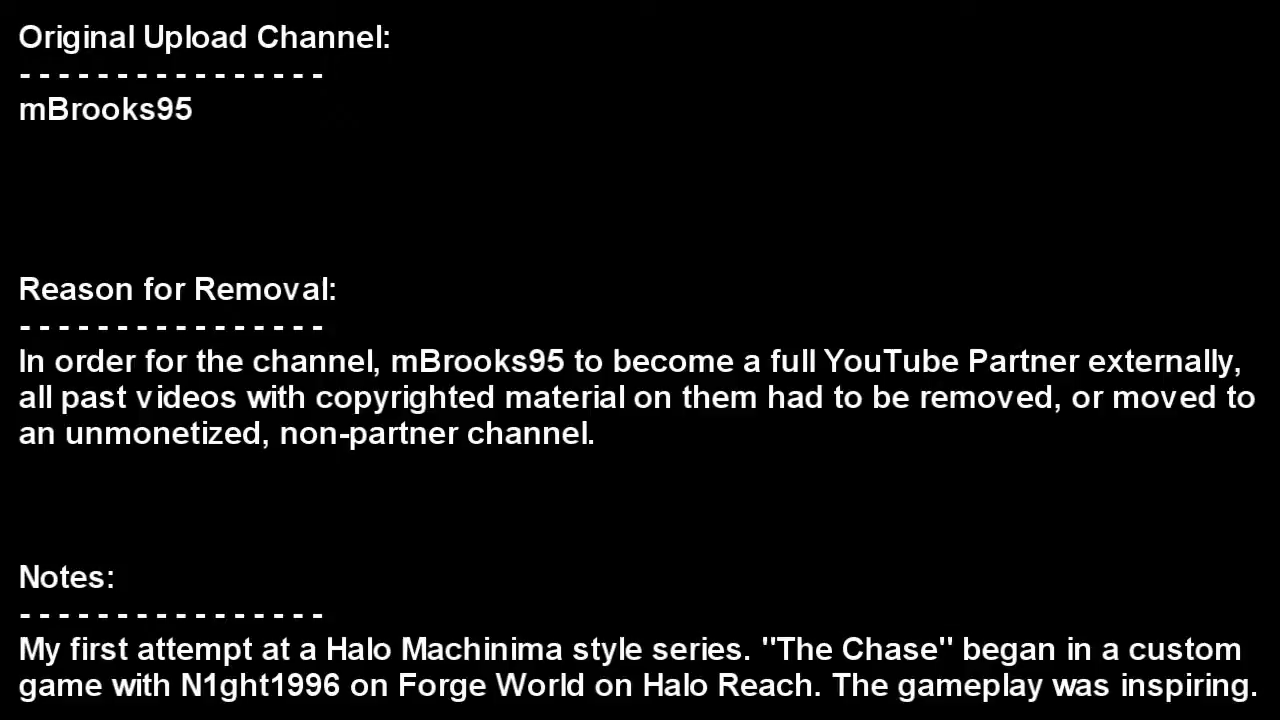 Original Upload Channel:
- - - - - - - - - - - - - - - -
mBrooks95
Reason for Removal:
- - - - - - - - - - - - - - - -
In order for the channel, mBrooks95 to become a full YouTube Partner externally,
all past videos with copyrighted material on them had to be removed, or moved to
an unmonetized, non-partner channel.
Notes:
- - - - - - - - - - - - - - - -
My first attempt at a Halo Machinima style series. "The Chase" began in a custom
game with N1ght1996 on Forge World on Halo Reach. The gameplay was inspiring.